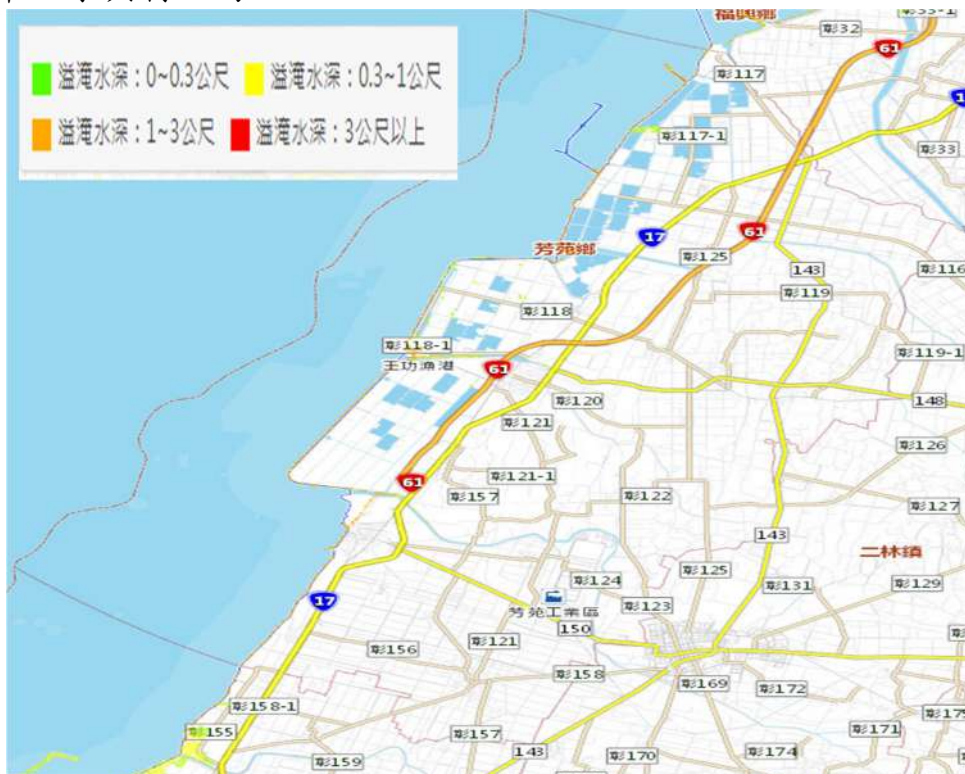 福興鄉
彰33-1
彰32
61
溢淹水深：0~0.3公尺
溢淹水深：0.3~1公尺
彰117
溢淹水深：1~3公尺
溢淹水深：3公尺以上
彰117-1
彰33
17
61
芳苑鄉
彰125
143
彰116
彰119
彰118
彰118-1
王功漁港
61
彰119-1
彰120
148
彰121
彰126
61
彰121-1
彰157
彰122
彰127
143
二林鎮
彰125
彰124
彰131
彰129
17
芳苑工業區
彰123
150
彰121
彰156
彰158
彰169
彰172
彰158-1
彰155
彰157
143
彰171
彰159
彰170
彰174